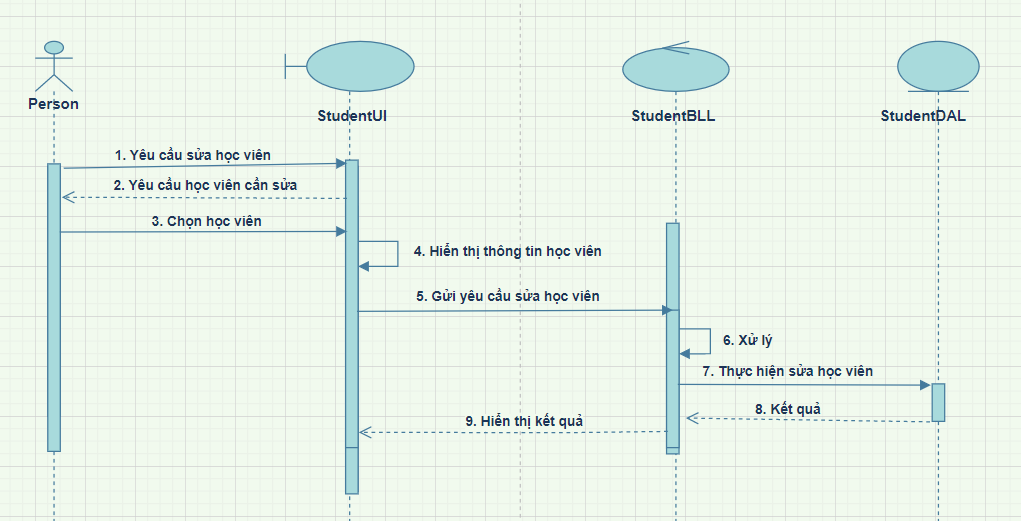 Person
StudentUI
StudentBLL
StudentDAL
1. Yêu cầu sửa học viên
2. Yêu cầu học viên cần sửa
3. Chọn học viên
4. Hiển thị thông tin học viên
5. Gửi yêu cầu sửa học viên
6. Xử lý
7. Thực hiện sửa học viên
8. Kết quả
9. Hiển thị kết quả